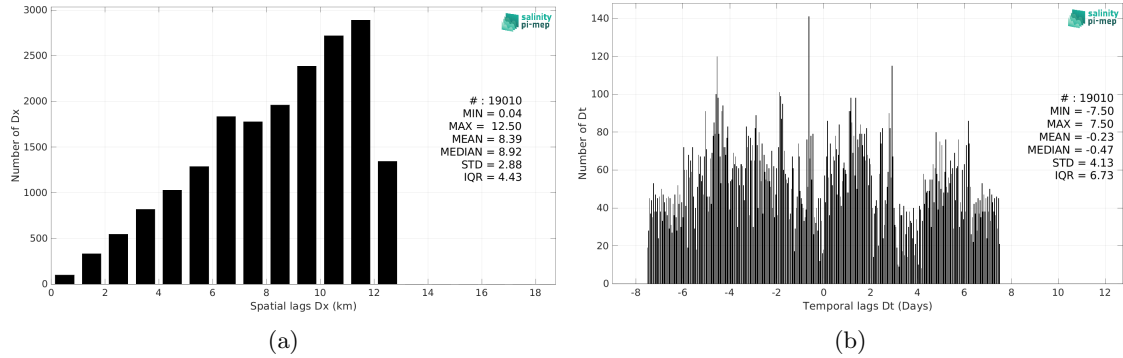 3000
2500
2000
1500
1000
500
0
Number of Dx
salinity
pi-mep
# : 19010
MIN = 0.04
MAX = 12.50
MEAN = 8.39
MEDIAN = 8.92
STD = 2.88
IQR = 4.43
0 2 4 6 8 10 12 14 16 18
Spatial lags Dx (km)
(a)
140
120
100
80
60
40
20
0
Number of Dt
salinity
pi-mep
# : 19010
MIN = -7.50
MAX = 7.50
MEAN = -0.23
MEDIAN = -0.47
STD = 4.13
IQR = 6.73
-8 -6 -4 -2 0 2 4 6 8 10 12
Temporal lags Dt (Days)
(b)